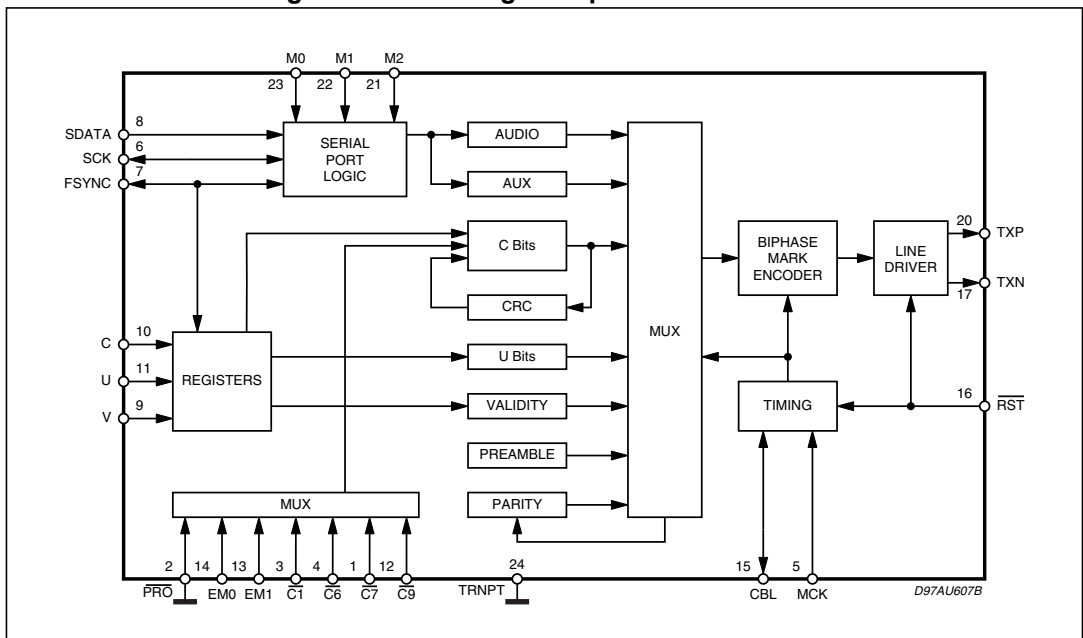 M0 M1 M2
23 22 21
SDATA 8
SCK 6
FSYNC 7
SERIAL
PORT
LOGIC
AUDIO
AUX
C Bits
CRC
MUX
BIPHASE
MARK
ENCODER
LINE
DRIVER
20 TXP
TXN
17
C 10
U 11
V 9
REGISTERS
U Bits
VALIDITY
PREAMBLE
PARITY
TIMING
16 RST
MUX
2 14 13 3 4 1 12
PRO EM0 EM1 C1 C6 C7 C9
24
TRNPT
15 5
CBL MCK
D97AU607B